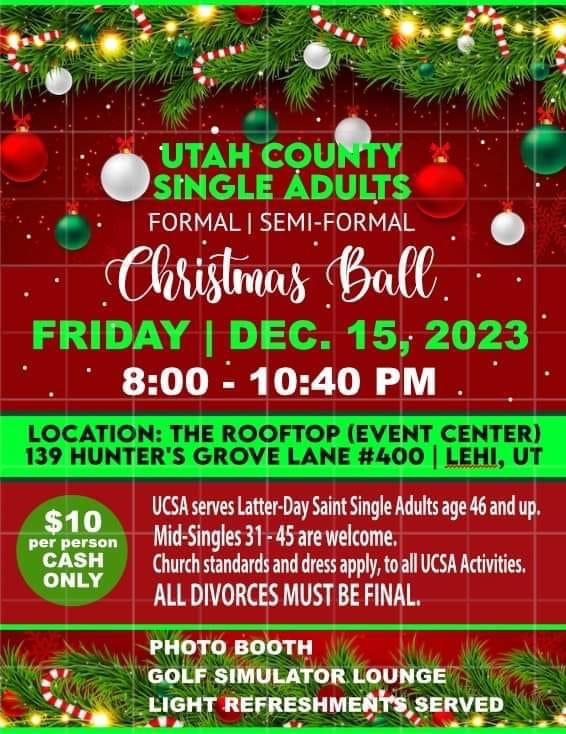 UTAH COUNTY
SINGLE ADULTS
FORMAL | SEMI-FORMAL
Christmas Ball
FRIDAY | DEC. 15, 2023
8:00 - 10:40 PM
LOCATION: THE ROOFTOP (EVENT CENTER)
139 HUNTER'S GROVE LANE #400 | LEHI, UT
$10
per person
CASH
ONLY
UCSA serves Latter-Day Saint Single Adults age 46 and up.
Mid-Singles 31 - 45 are welcome.
Church standards and dress apply, to all UCSA Activities.
ALL DIVORCES MUST BE FINAL.
PHOTO BOOTH
GOLF SIMULATOR LOUNGE
LIGHT REFRESHMENTS SERVED